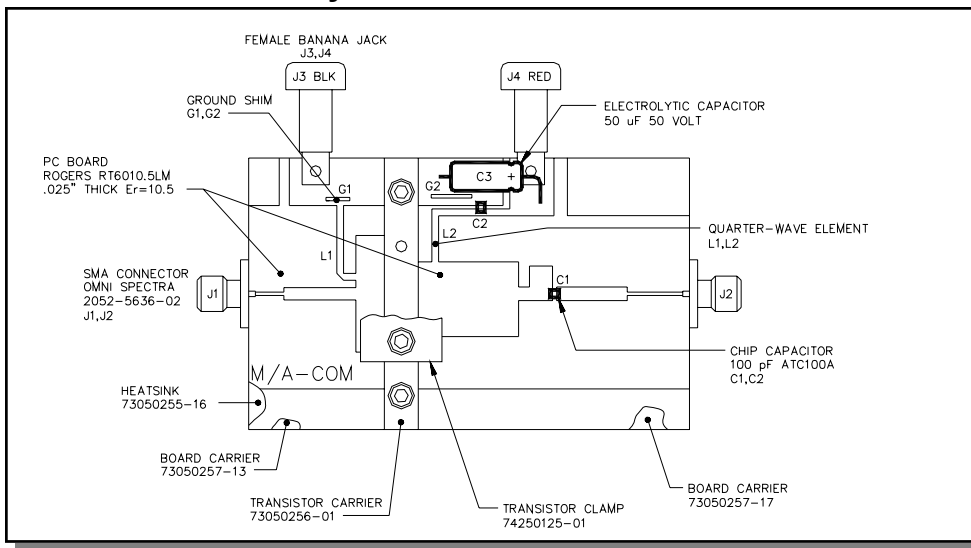 FEMALE BANANA JACK
J3,J4
J3 BLK
J4 RED
GROUND SHIM
G1,G2
ELECTROLYTIC CAPACITOR
50 uF 50 VOLT
PC BOARD
ROGERS RT6010.5LM
.025" THICK Er=10.5
C3 +
G1
G2
C2
L1
L2
QUARTER-WAVE ELEMENT
L1,L2
SMA CONNECTOR
OMNI SPECTRA
2052-5636-02
J1,J2
J1
C1
J2
CHIP CAPACITOR
100 pF ATC100A
C1,C2
M/A-COM
HEATSINK
73050255-16
BOARD CARRIER
73050257-13
TRANSISTOR CARRIER
73050256-01
TRANSISTOR CLAMP
74250125-01
BOARD CARRIER
73050257-17